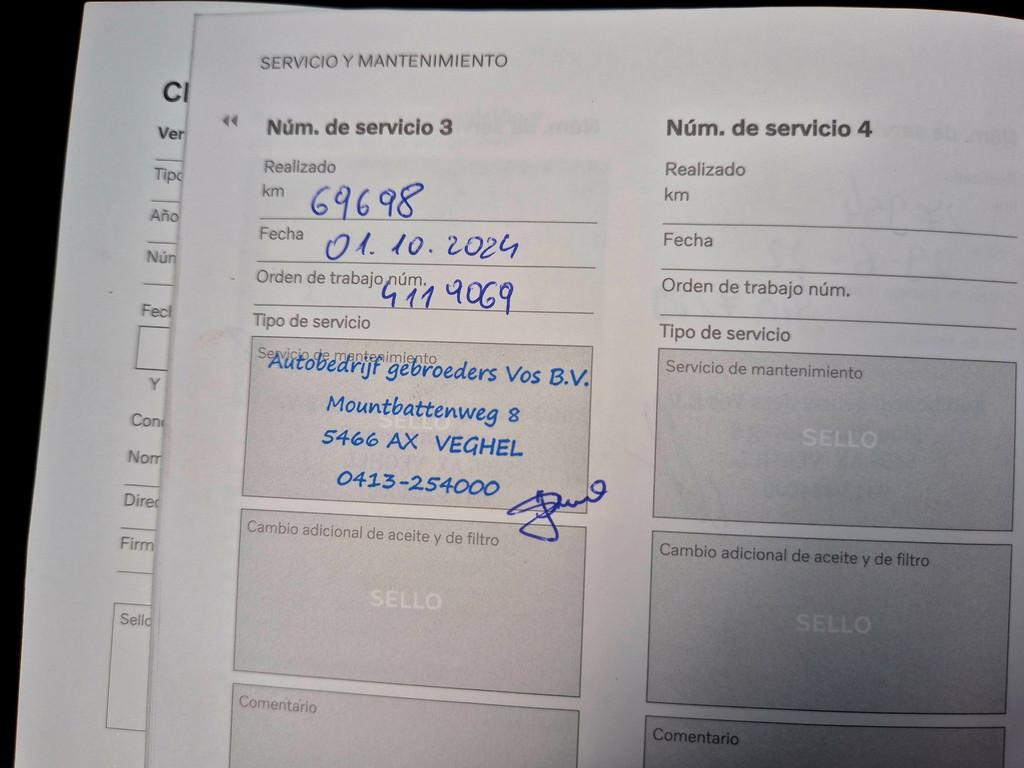 SERVICIO Y MANTENIMIENTO
Núm. de servicio 3
Realizado
km 69698
Fecha 01.10.2024
Orden de trabajo núm. 4119069
Tipo de servicio
Servicio de mantenimiento
SELLO
Autobedrijf gebroeders Vos B.V.
Mountbattenweg 8
5466 AX VEGHEL
0413-254000
Cambio adicional de aceite y de filtro
SELLO
Comentario
Núm. de servicio 4
Realizado
km
Fecha
Orden de trabajo núm.
Tipo de servicio
Servicio de mantenimiento
SELLO
Cambio adicional de aceite y de filtro
SELLO
Comentario
Año
Y